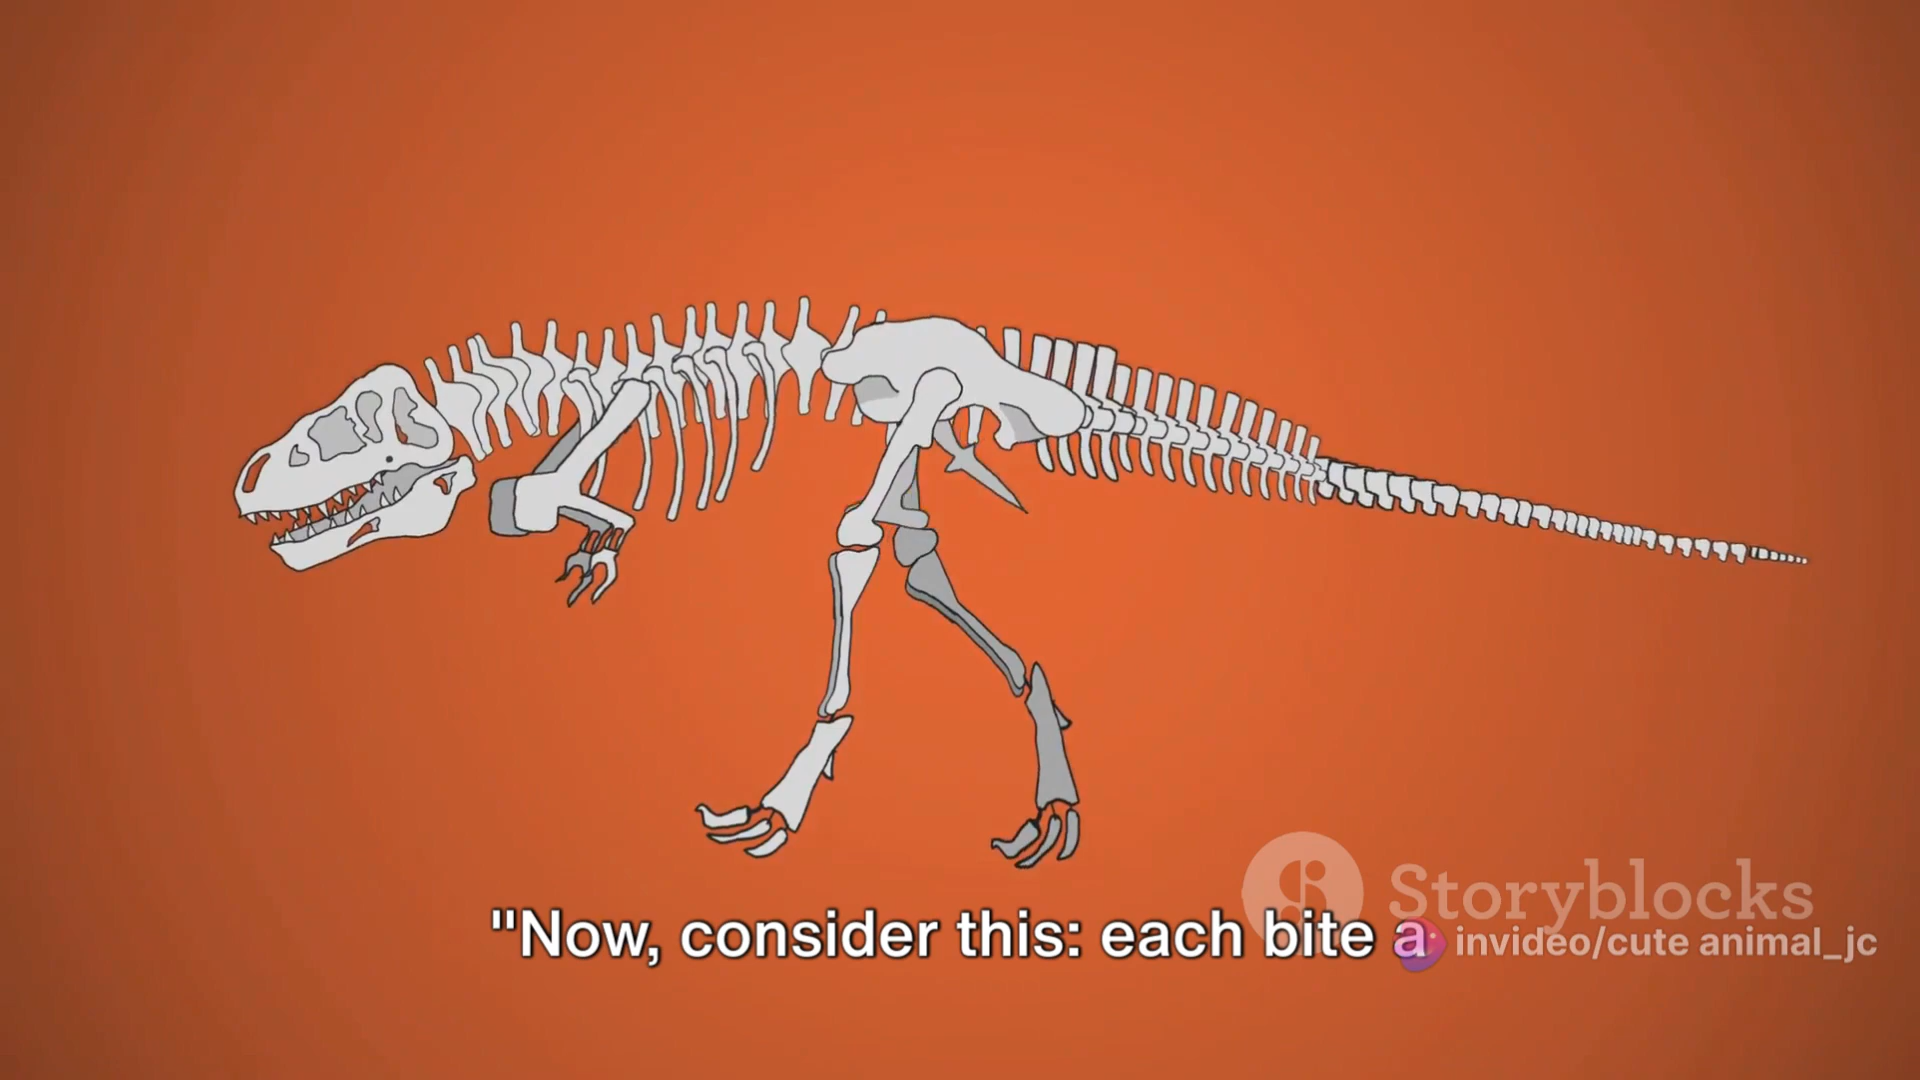 Storyblocks
"Now, consider this: each bite a
invideo/cute animal_jc